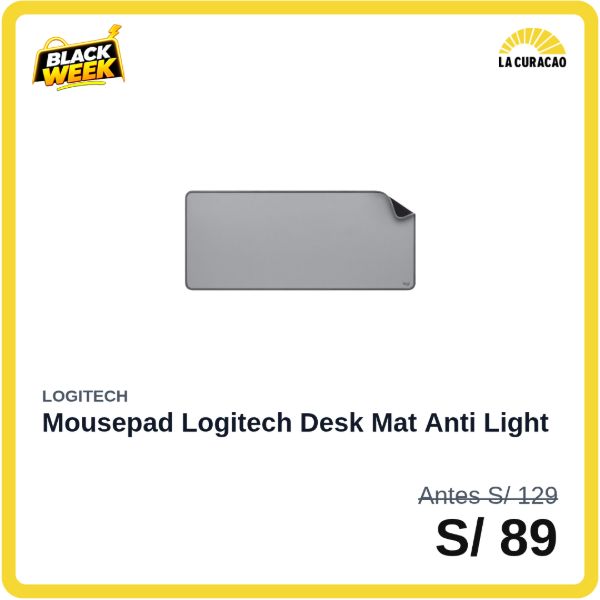 BLACK
WEEK
LA CURACAO
LOGITECH
Mousepad Logitech Desk Mat Anti Light
Antes S/ 129
S/ 89